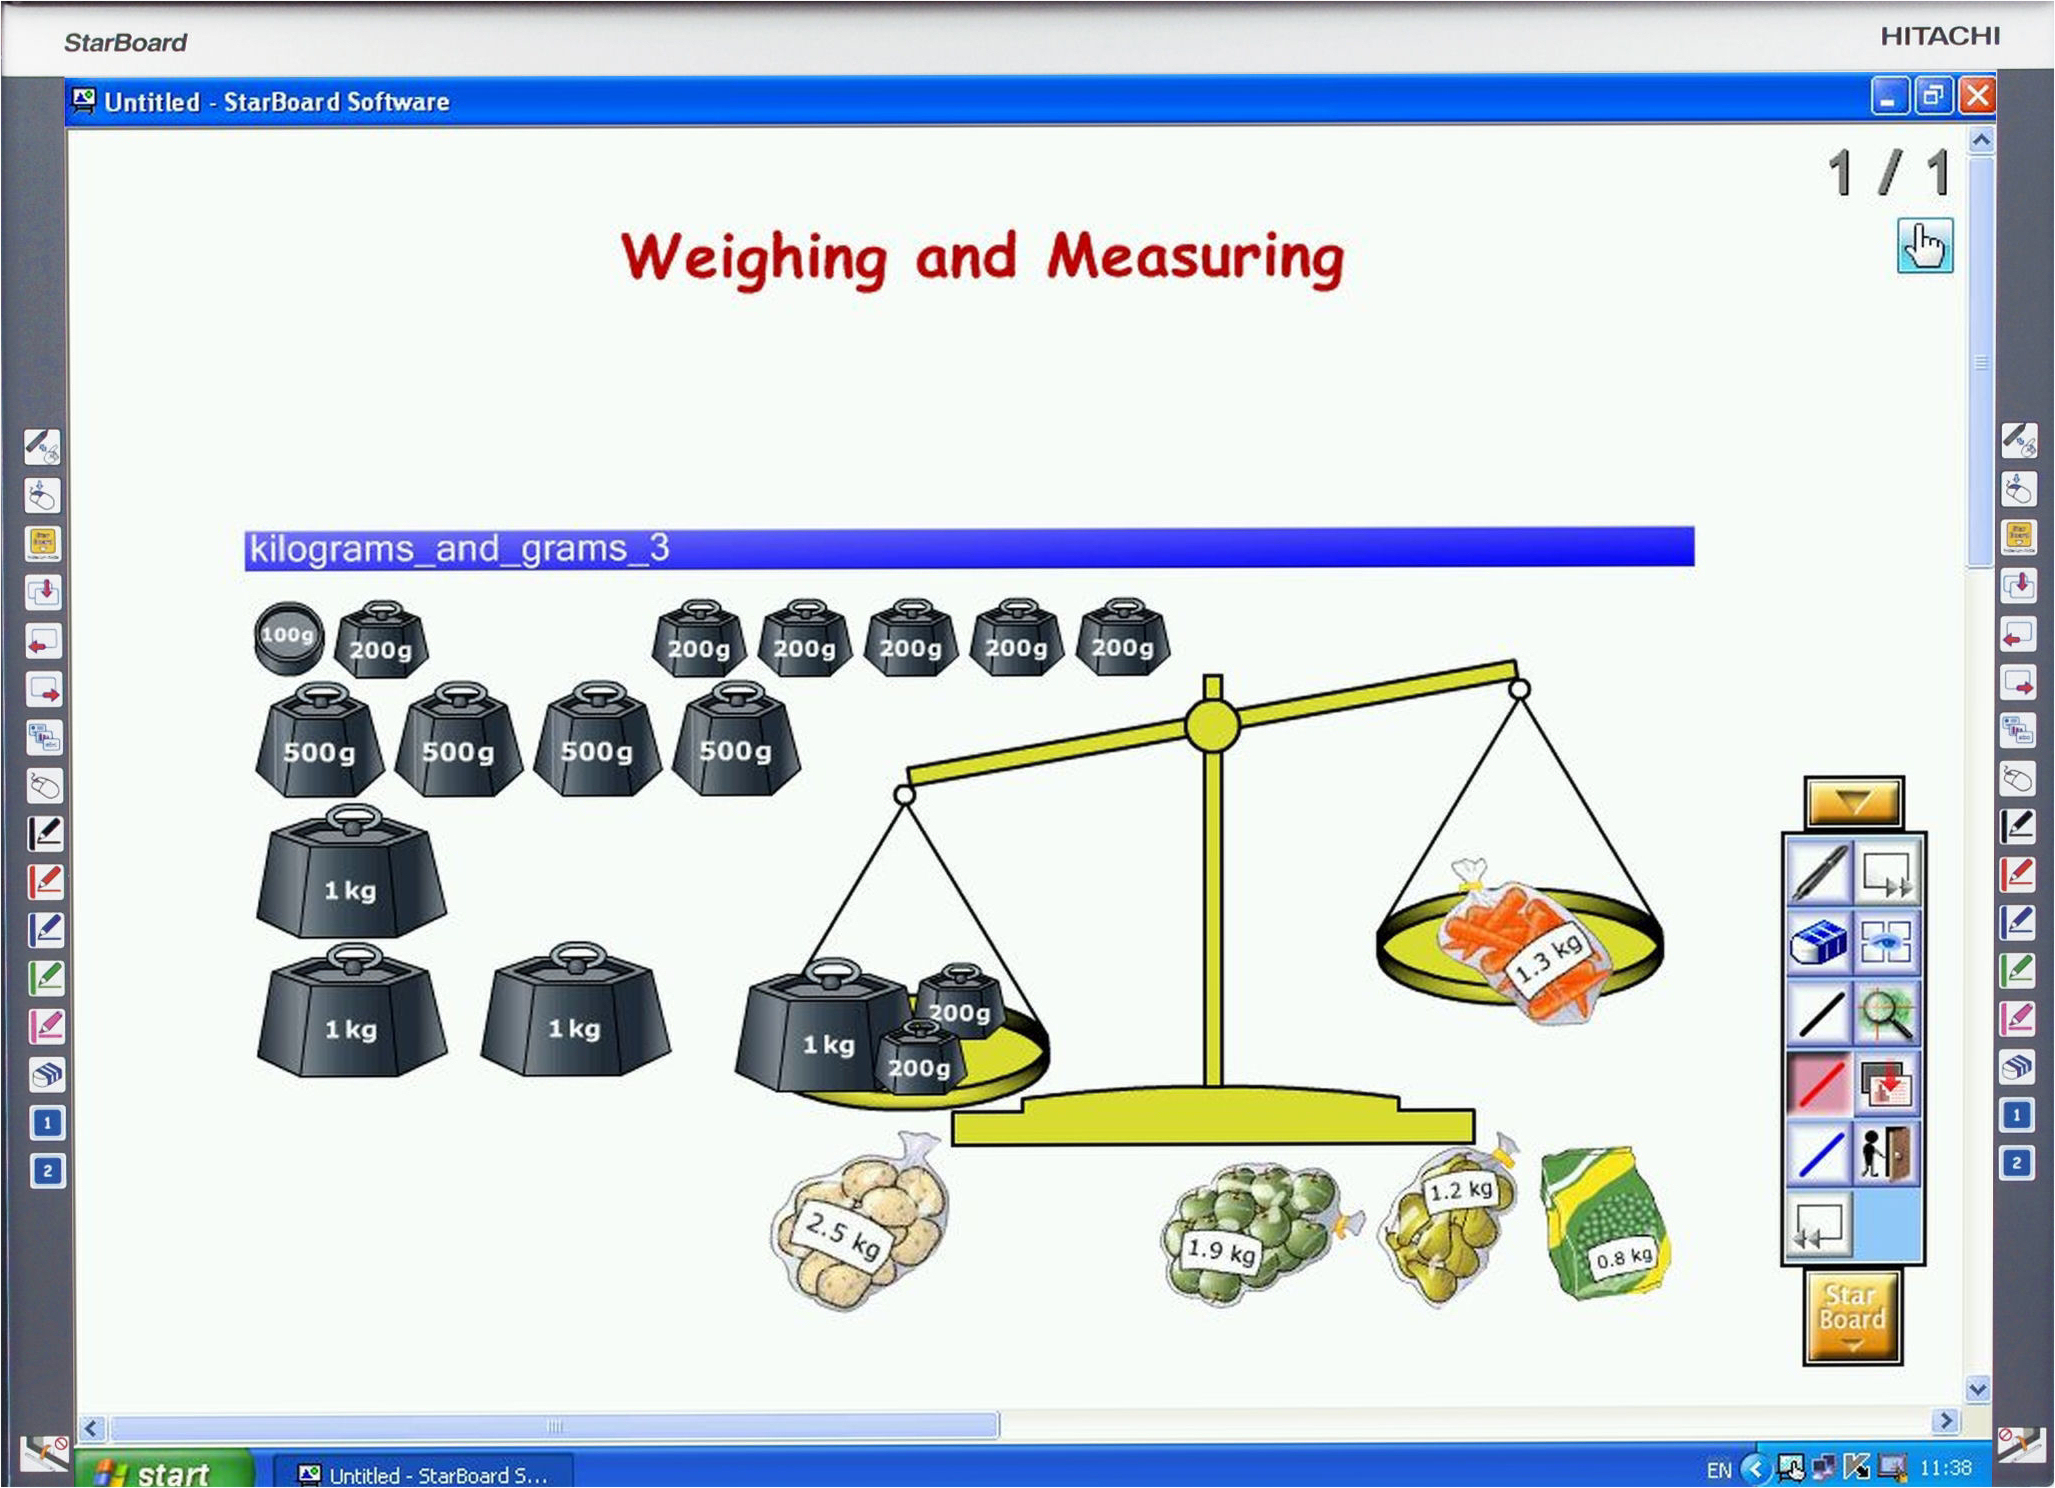 StarBoard
HITACHI
Untitled - StarBoard Software
1 / 1
Weighing and Measuring
kilograms_and_grams_3
100g
200g
200g
200g
200g
200g
200g
500g
500g
500g
500g
1 kg
1 kg
1 kg
1 kg
200g
200g
1.3 kg
2.5 kg
1.9 kg
1.2 kg
0.8 kg
Star
Board
1
2
1
2
start
Untitled - StarBoard S...
EN
11:38